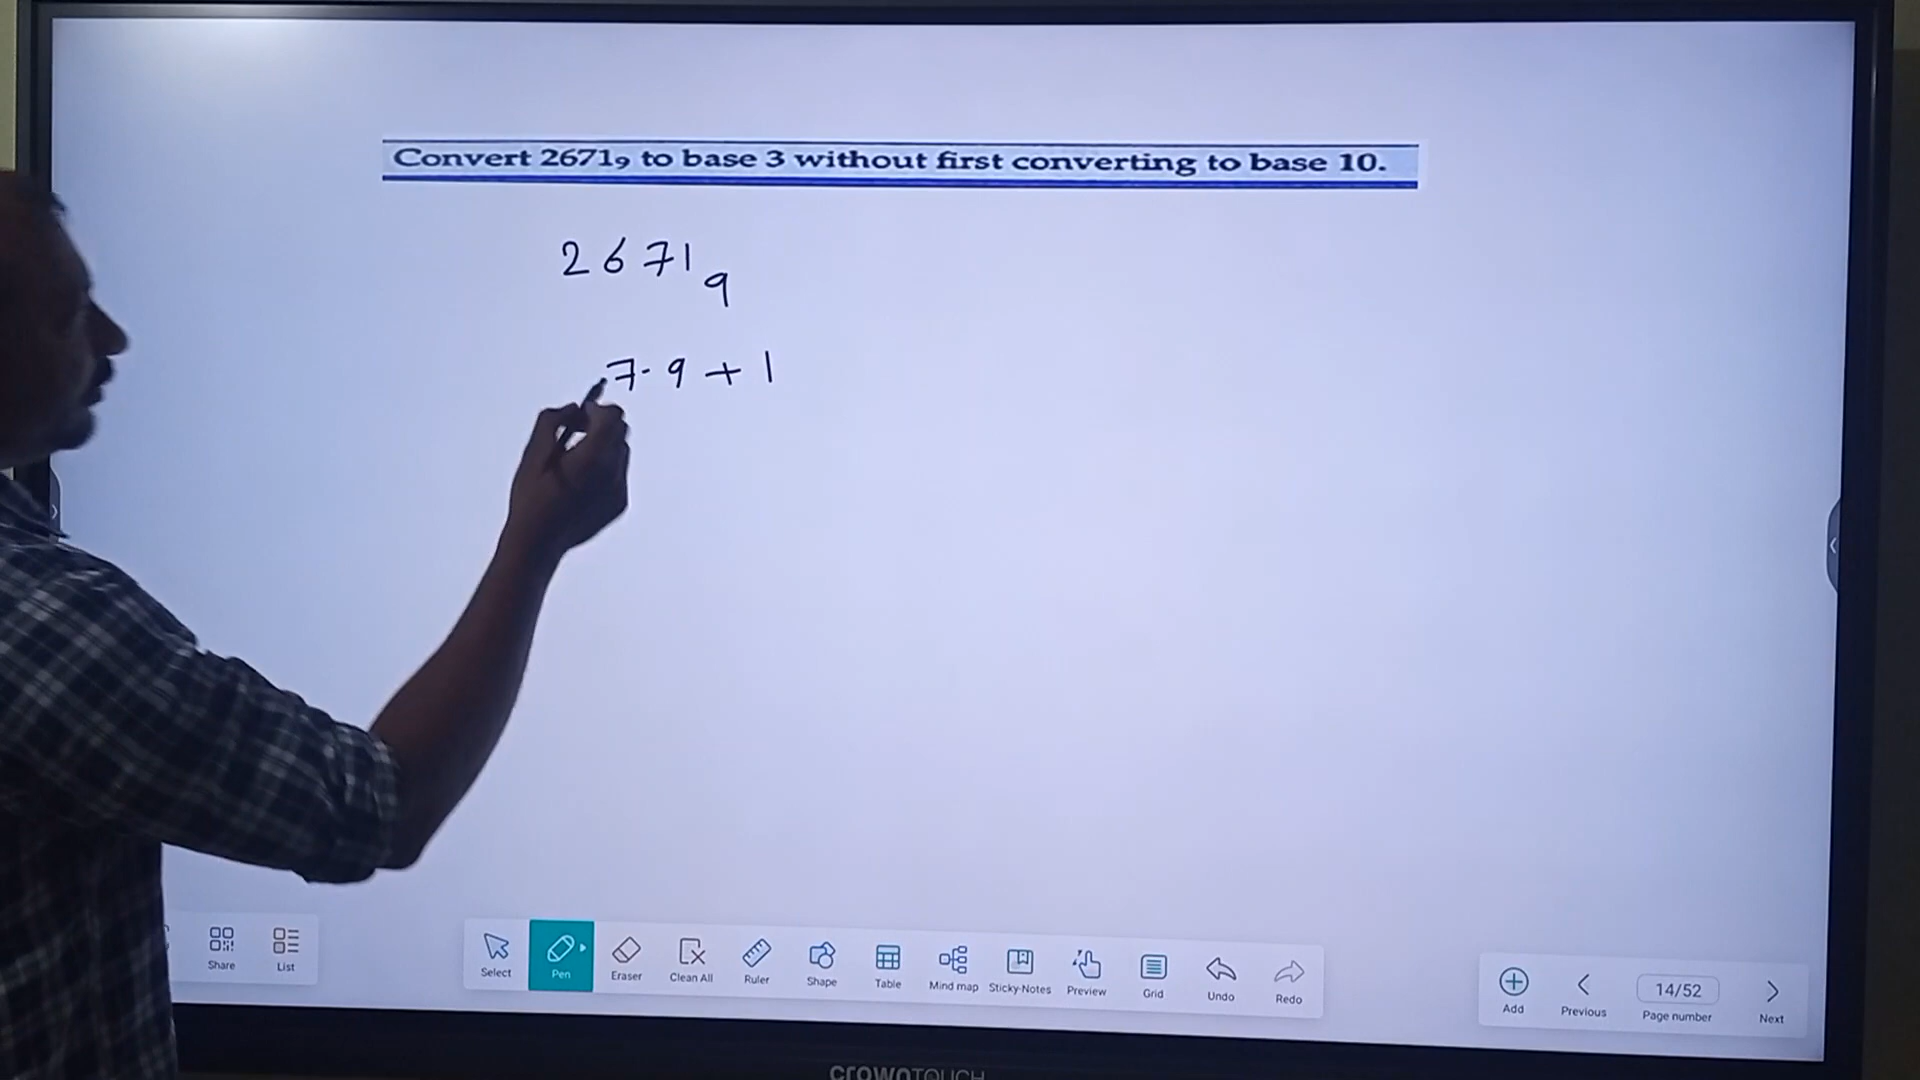 Convert 2671₉ to base 3 without first converting to base 10.
2671₉
7·9+1
Share
List
Select
Pen
Eraser
Clean All
Ruler
Shape
Table
Mind map
Sticky-Notes
Preview
Grid
Undo
Redo
Add
Previous
14/52
Page number
Next
CROWNTOUCH